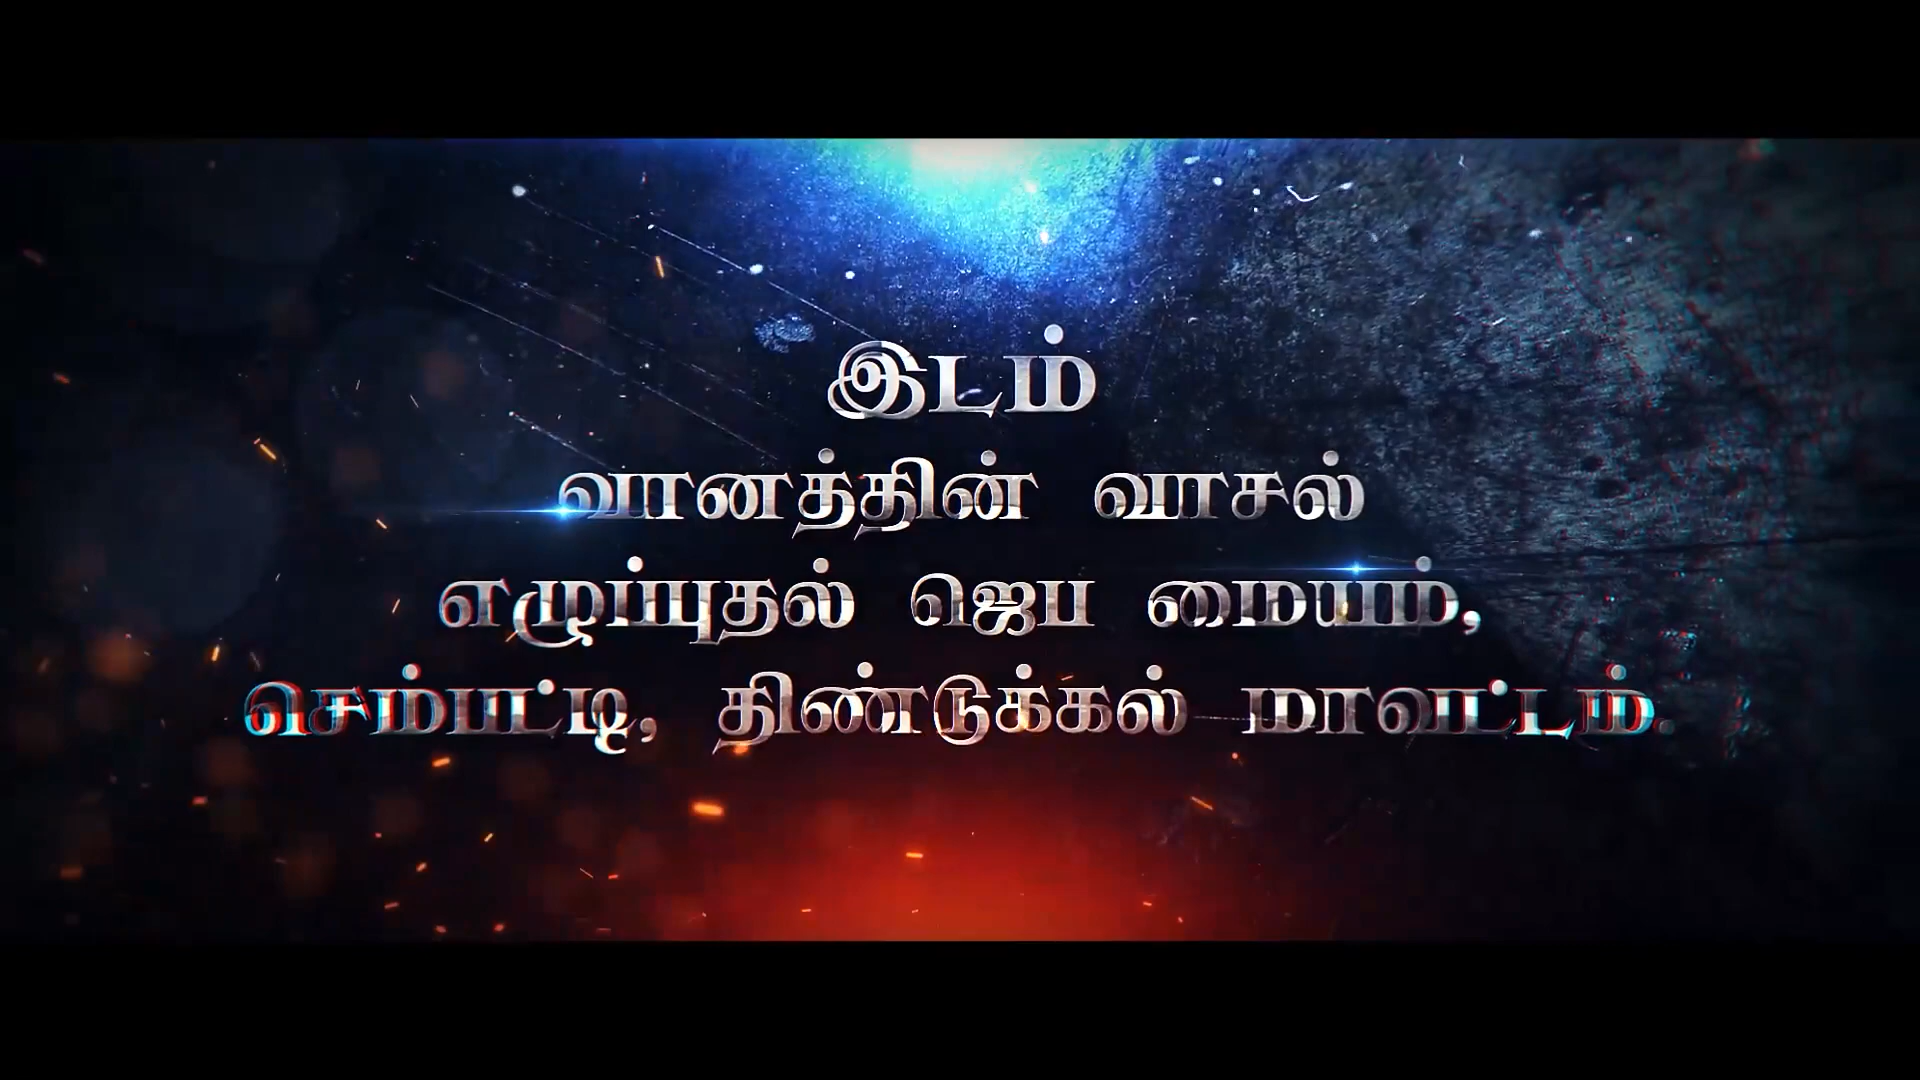 இடம்
வானத்தின் வாசல்
எழுப்புதல் ஜெப மையம்,
செம்பட்டி, திண்டுக்கல் மாவட்டம்.